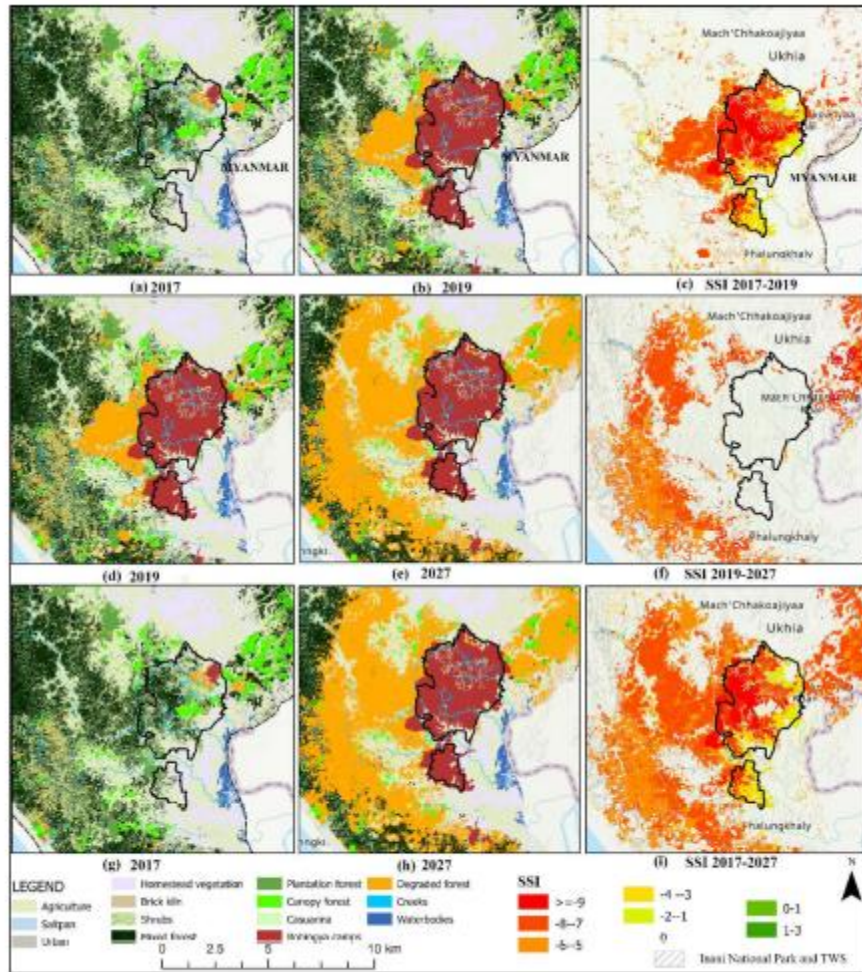 Mach'Chhakoajiyaa
Ukhia
MYANMAR
MYANMAR
MYANMAR
Phalungkhaly
(a) 2017
(b) 2019
(c) SSI 2017-2019
Mach'Chhakoajiyaa
Ukhia
Phalungkhaly
nngki
(d) 2019
(e) 2027
(f) SSI 2019-2027
Mach'Chhakoajiyaa
Ukhia
Phalungkhaly
nngki
(g) 2017
(h) 2027
(i) SSI 2017-2027
N
LEGEND
Agriculture
Saltpan
Urban
Homestead vegetation
Brick kiln
Shrubs
Mixed forest
Plantation forest
Canopy forest
Casuarina
Rohingya camps
Degraded forest
Creeks
Waterbodies
0 2.5 5 10 km
SSI
>=-9
-8--7
-6--5
-4--3
-2--1
0
0-1
1-3
Inani National Park and TWS